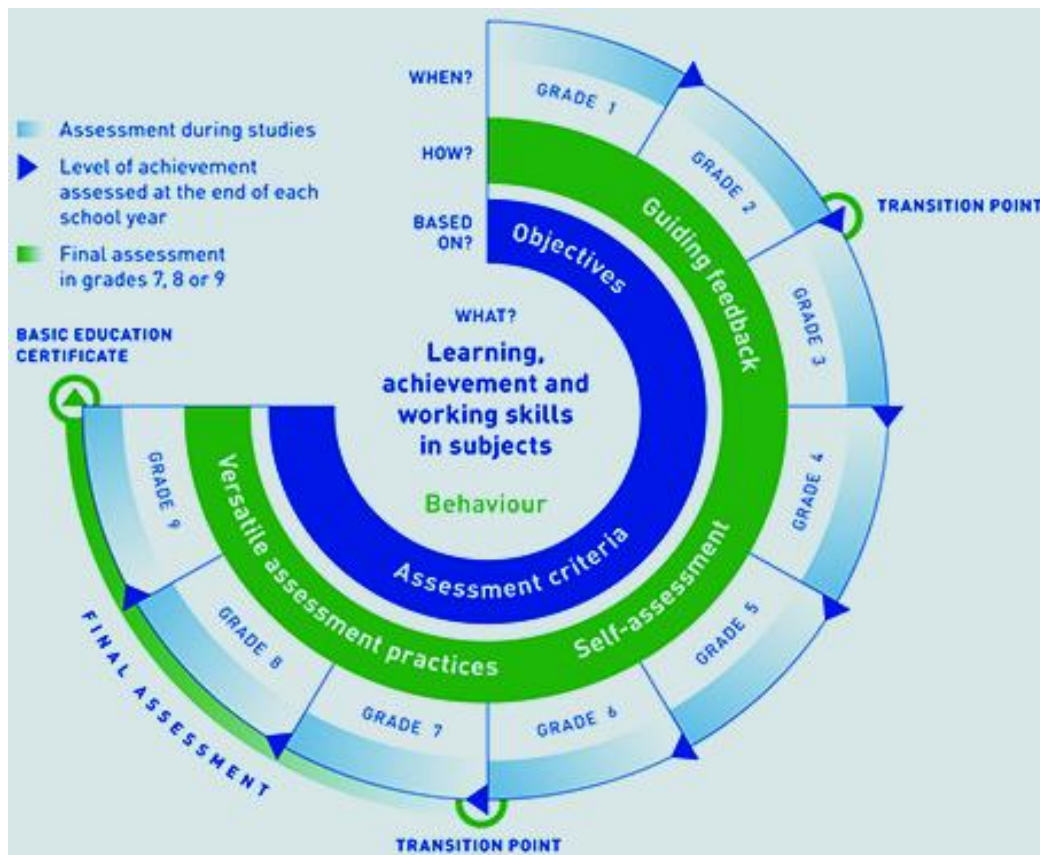 WHEN?
GRADE 1
Assessment during studies
HOW?
Level of achievement
assessed at the end of each
school year
GRADE 2
TRANSITION POINT
BASED
ON?
Objectives
Guiding feedback
Final assessment
in grades 7, 8 or 9
WHAT?
GRADE 3
BASIC EDUCATION
CERTIFICATE
Learning,
achievement and
working skills
in subjects
Behaviour
GRADE 4
GRADE 9
Versatile assessment practices
Assessment criteria
Self-assessment
GRADE 5
GRADE 8
FINAL ASSESSMENT
GRADE 7
GRADE 6
TRANSITION POINT